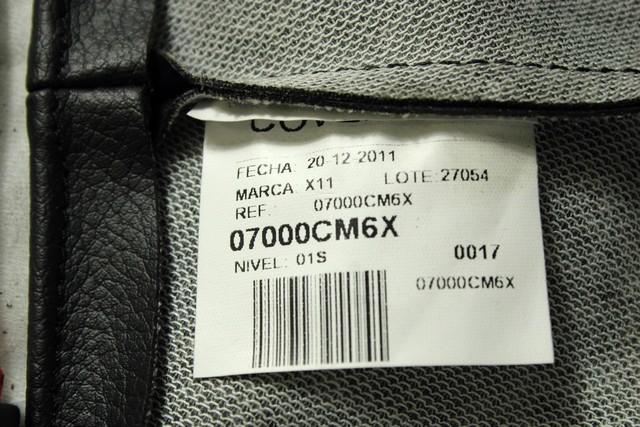 FECHA: 20-12-2011
MARCA: X11 LOTE: 27054
REF.: 07000CM6X
07000CM6X
NIVEL: 01S 0017
07000CM6X